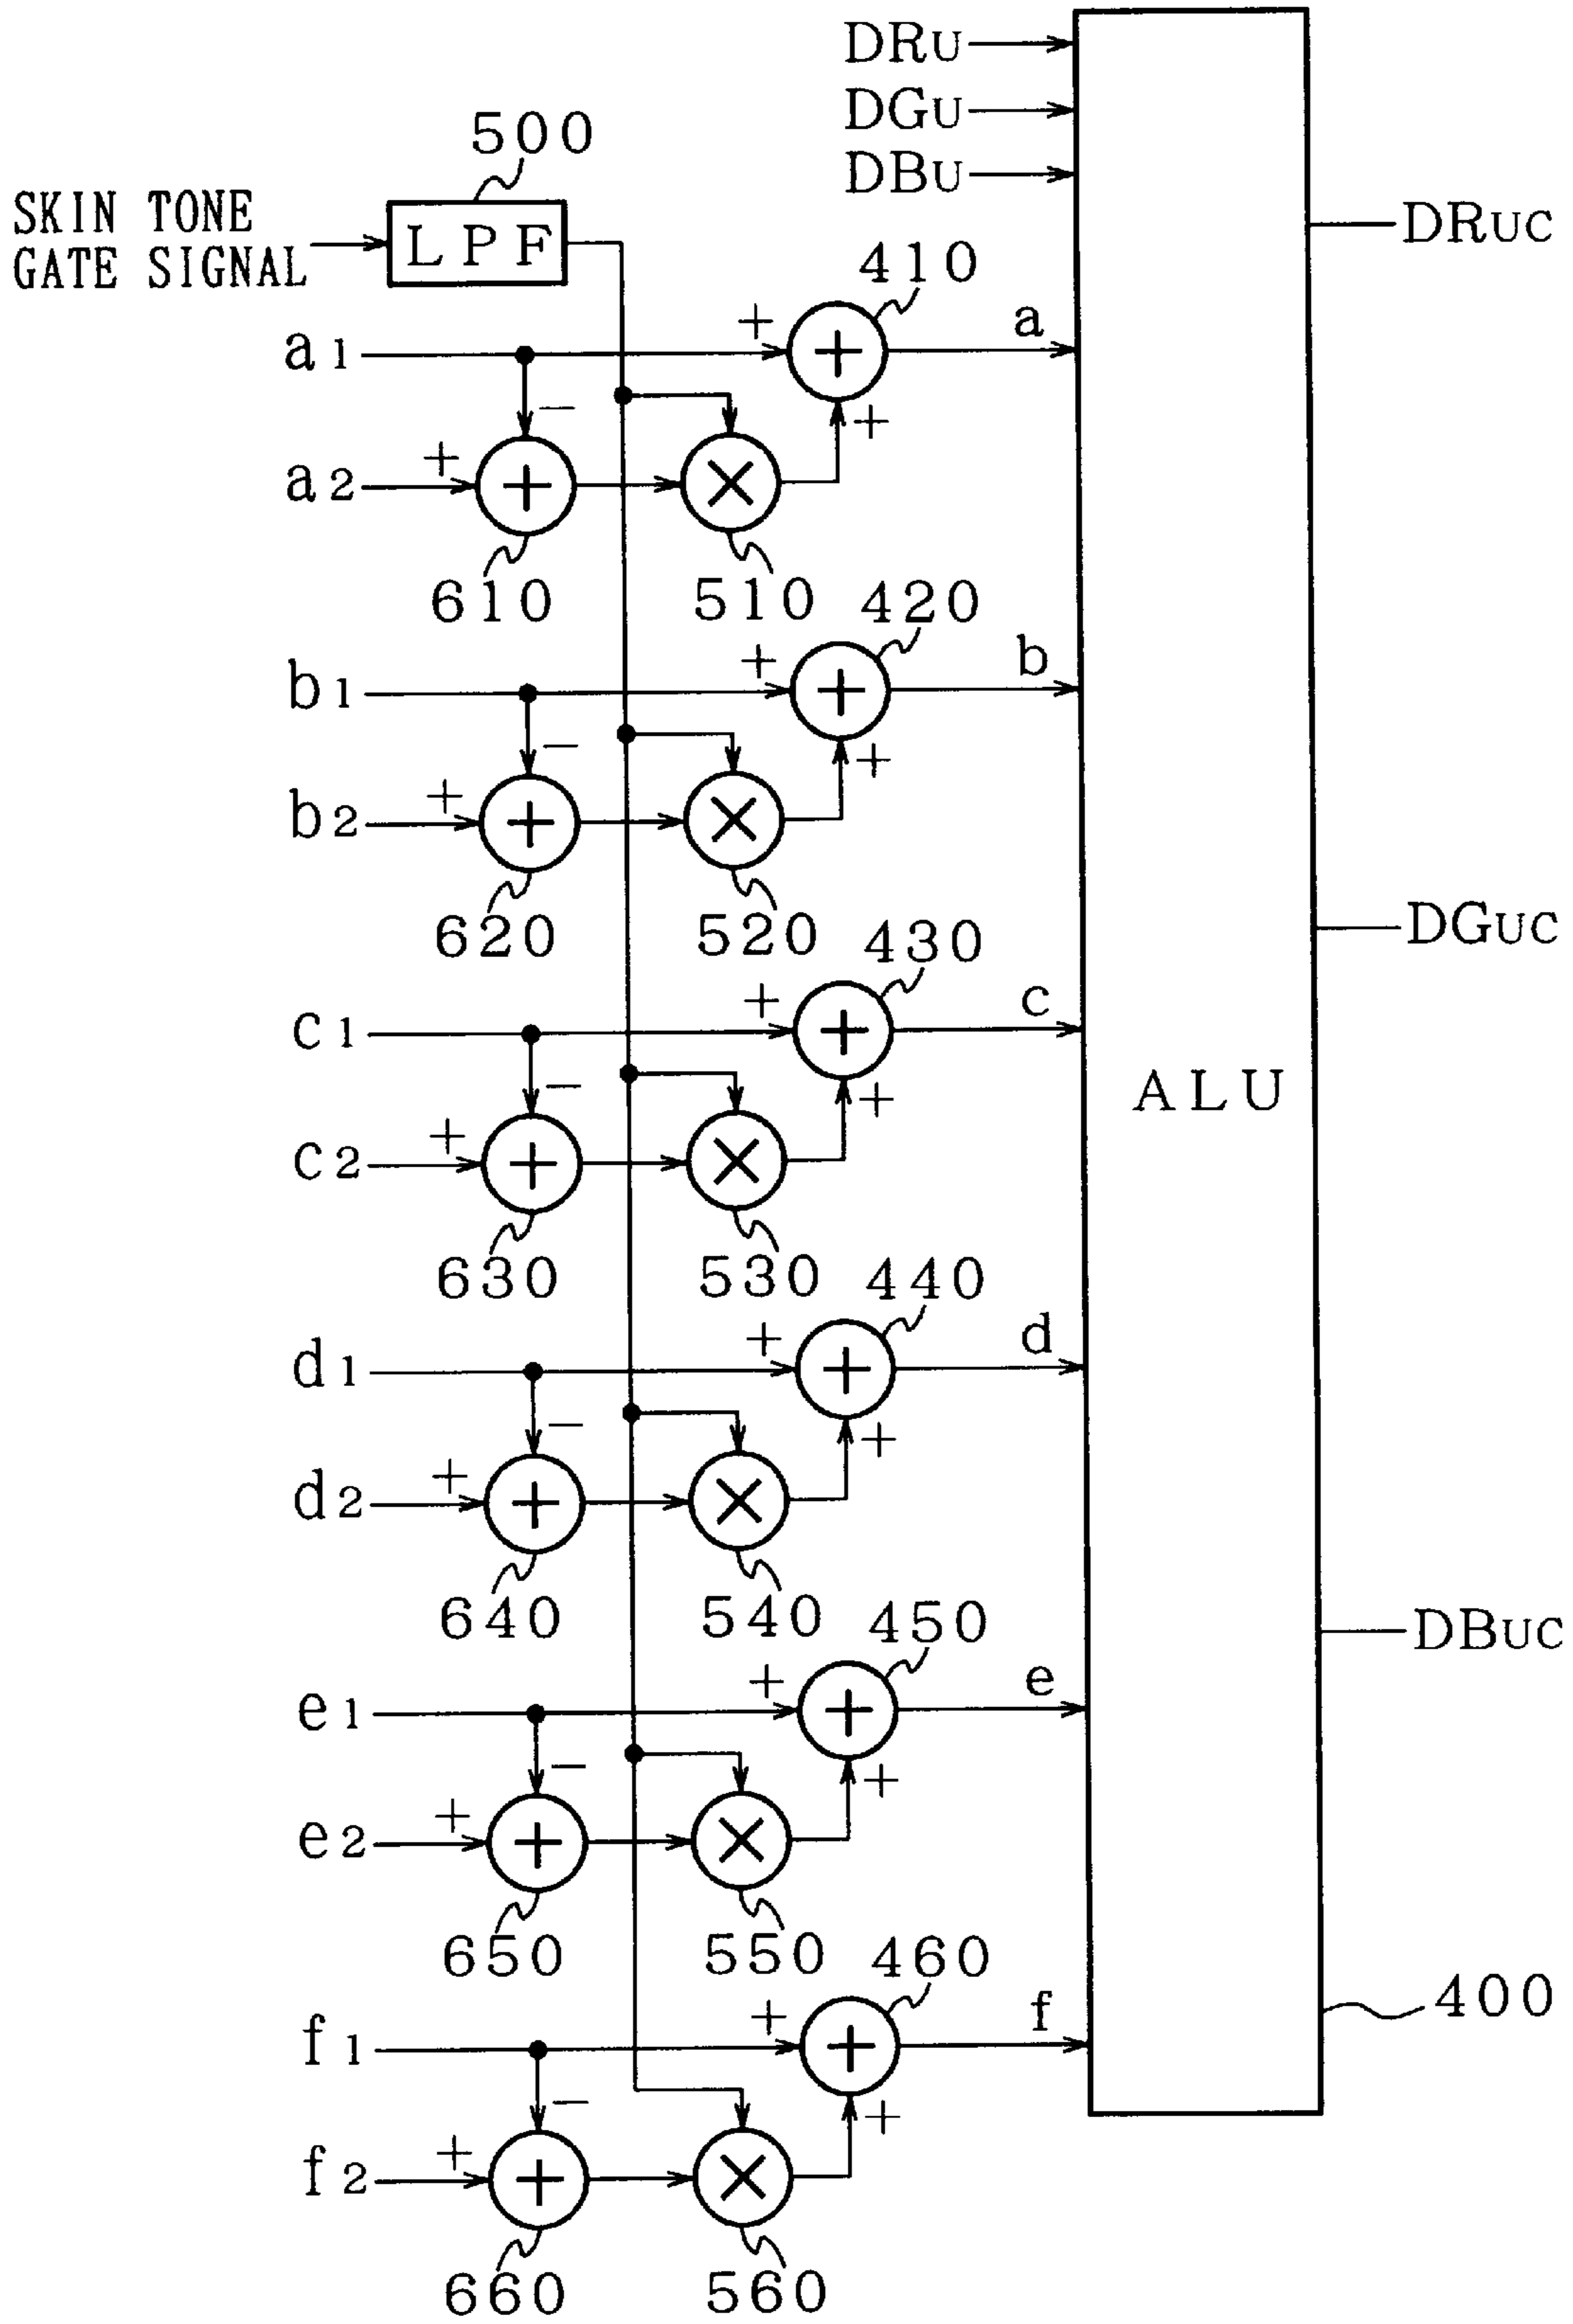 DRU
DGU
DBU
500
SKIN TONE
GATE SIGNAL
LPF
DRUC
410
+
+
a
a1
−
+
a2
+
+
×
610
510
420
+
+
b
b1
−
+
b2
+
+
×
620
520
430
DGUC
+
+
c
c1
−
+
c2
+
+
×
ALU
630
530
440
+
+
d
d1
−
+
d2
+
+
×
640
540
450
DBUC
+
+
e
e1
−
+
e2
+
+
×
650
550
460
400
+
+
f
f1
−
+
f2
+
+
×
660
560